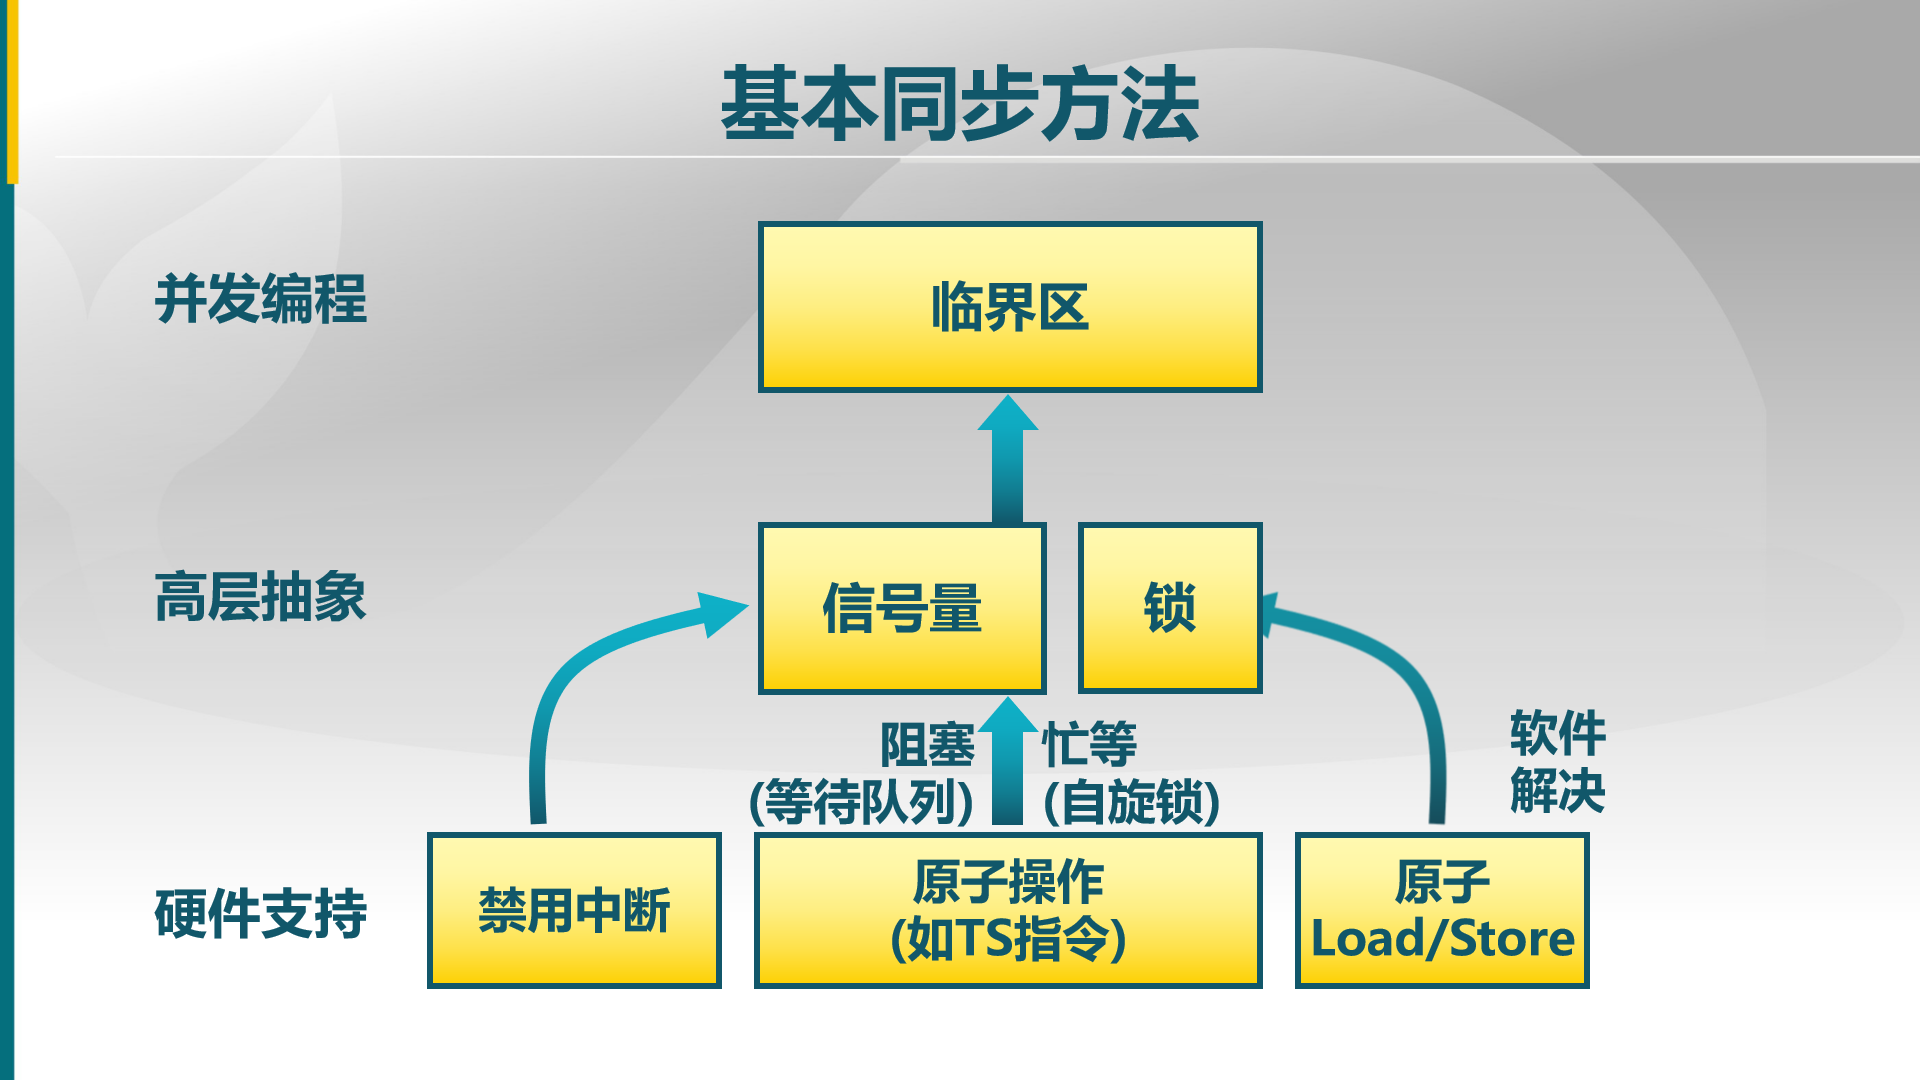 基本同步方法
并发编程
临界区
高层抽象
信号量
锁
阻塞
(等待队列)
忙等
(自旋锁)
软件
解决
硬件支持
禁用中断
原子操作
(如TS指令)
原子
Load/Store